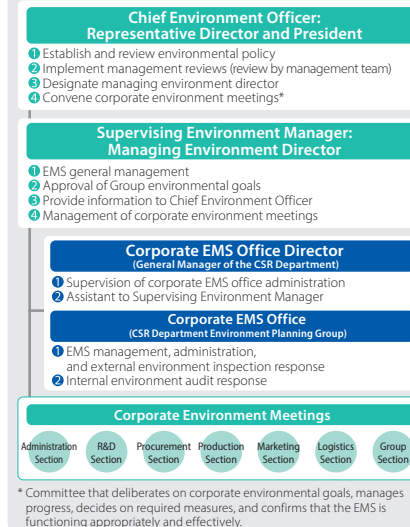 Chief Environment Officer:
Representative Director and President
❶ Establish and review environmental policy
❷ Implement management reviews (review by management team)
❸ Designate managing environment director
❹ Convene corporate environment meetings*
Supervising Environment Manager:
Managing Environment Director
❶ EMS general management
❷ Approval of Group environmental goals
❸ Provide information to Chief Environment Officer
❹ Management of corporate environment meetings
Corporate EMS Office Director
(General Manager of the CSR Department)
❶ Supervision of corporate EMS office administration
❷ Assistant to Supervising Environment Manager
Corporate EMS Office
(CSR Department Environment Planning Group)
❶ EMS management, administration,
and external environment inspection response
❷ Internal environment audit response
Corporate Environment Meetings
Administration
Section
R&D
Section
Procurement
Section
Production
Section
Marketing
Section
Logistics
Section
Group
Section
* Committee that deliberates on corporate environmental goals, manages
progress, decides on required measures, and confirms that the EMS is
functioning appropriately and effectively.